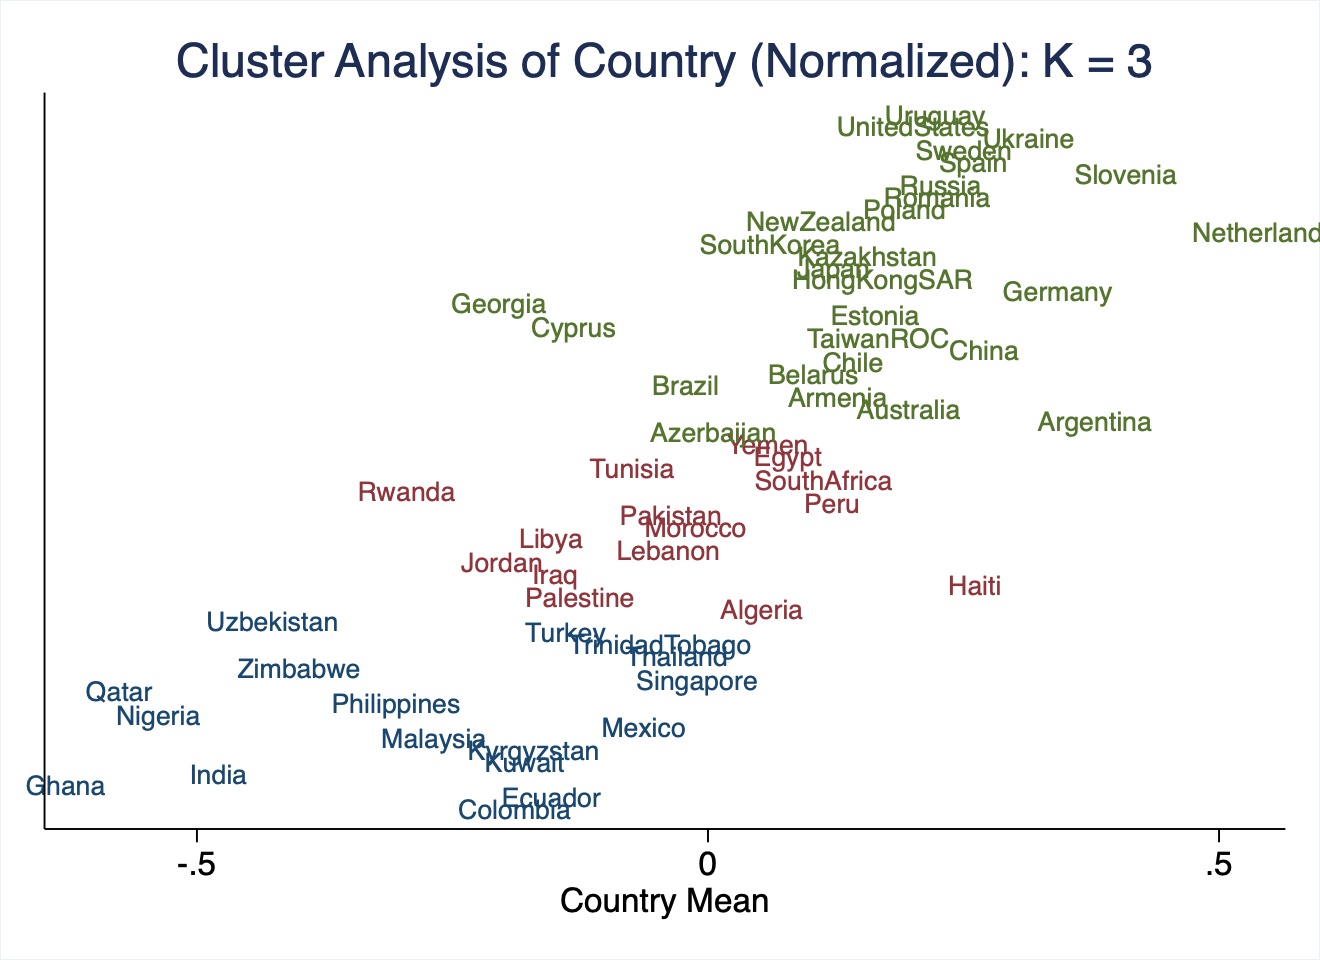 Cluster Analysis of Country (Normalized): K = 3
Uruguay
UnitedStates
Ukraine
Sweden
Spain
Slovenia
Russia
Romania
Poland
NewZealand
Netherland
SouthKorea
Kazakhstan
Japan
HongKongSAR
Germany
Georgia
Estonia
Cyprus
TaiwanROC
China
Chile
Belarus
Brazil
Armenia
Australia
Argentina
Azerbaijan
Yemen
Egypt
Tunisia
SouthAfrica
Rwanda
Peru
Pakistan
Morocco
Libya
Lebanon
Jordan
Iraq
Haiti
Palestine
Algeria
Uzbekistan
Turkey
TrinidadTobago
Thailand
Zimbabwe
Singapore
Qatar
Philippines
Nigeria
Mexico
Malaysia
Kyrgyzstan
Kuwait
India
Ghana
Ecuador
Colombia
-.5 0 .5
Country Mean